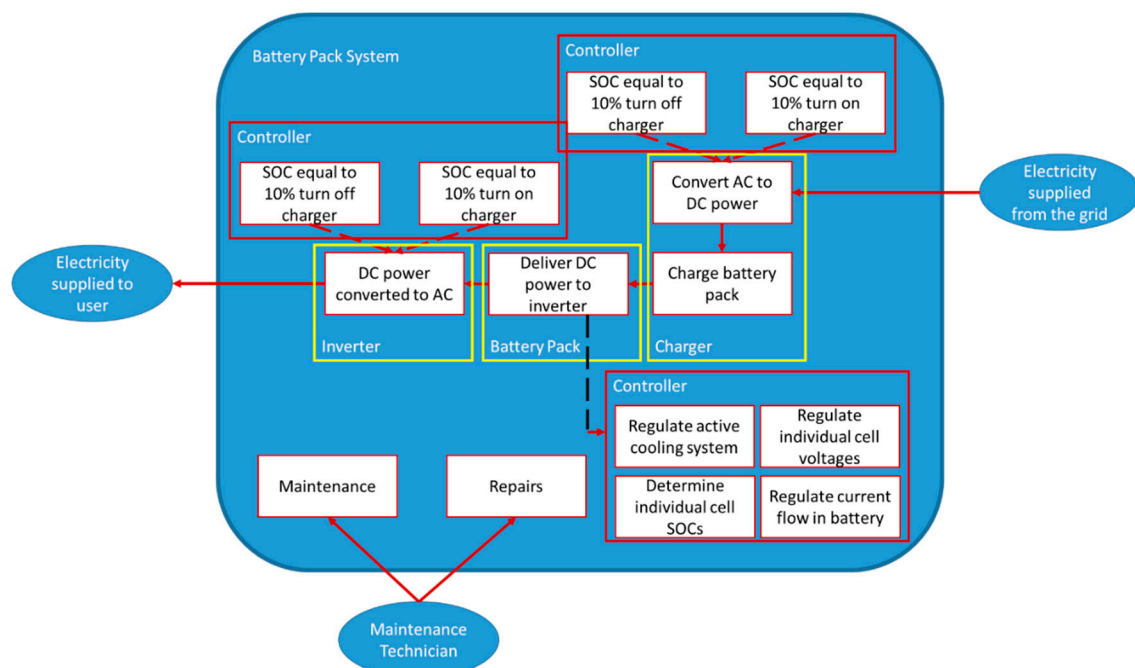 Battery Pack System
Controller
SOC equal to
10% turn off
charger
SOC equal to
10% turn on
charger
Controller
SOC equal to
10% turn off
charger
SOC equal to
10% turn on
charger
Convert AC to
DC power
Electricity
supplied
from the grid
Electricity
supplied to
user
DC power
converted to AC
Deliver DC
power to
inverter
Charge battery
pack
Inverter
Battery Pack
Charger
Controller
Regulate active
cooling system
Regulate
individual cell
voltages
Determine
individual cell
SOCs
Regulate current
flow in battery
Maintenance
Repairs
Maintenance
Technician